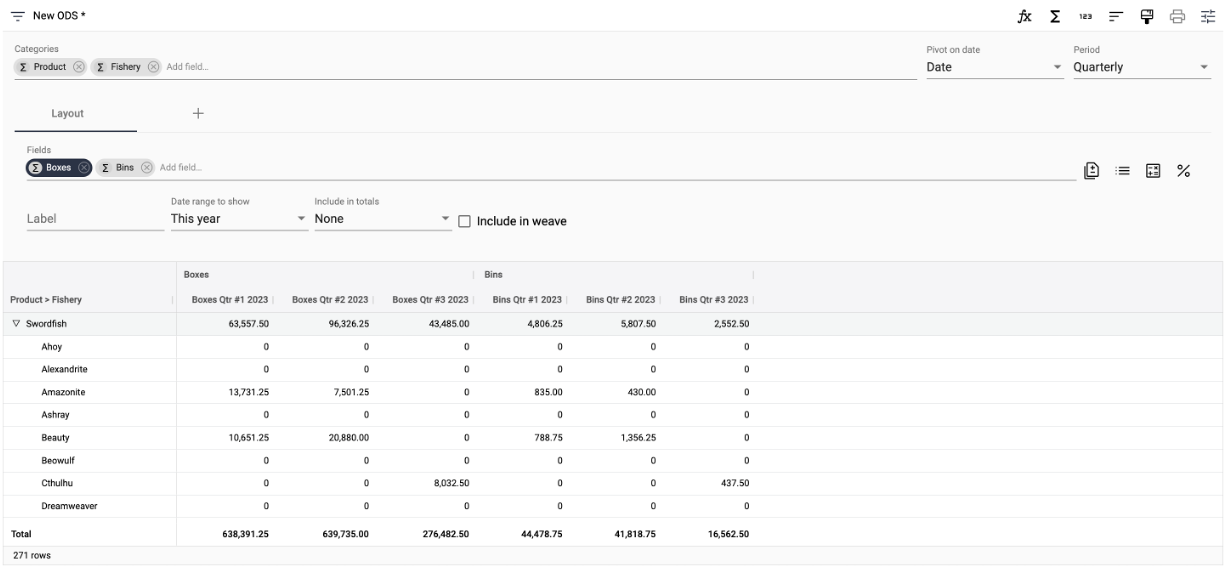 New ODS *
fx Σ 123
Categories Pivot on date Period
Σ Product Σ Fishery Add field... Date Quarterly
Layout +
Fields
Σ Boxes Σ Bins Add field... %
Date range to show Include in totals
Label This year None Include in weave
Boxes Bins
Product > Fishery Boxes Qtr #1 2023 Boxes Qtr #2 2023 Boxes Qtr #3 2023 Bins Qtr #1 2023 Bins Qtr #2 2023 Bins Qtr #3 2023
Swordfish 63,557.50 96,326.25 43,485.00 4,806.25 5,807.50 2,552.50
Ahoy 0 0 0 0 0 0
Alexandrite 0 0 0 0 0 0
Amazonite 13,731.25 7,501.25 0 835.00 430.00 0
Ashray 0 0 0 0 0 0
Beauty 10,651.25 20,880.00 0 788.75 1,356.25 0
Beowulf 0 0 0 0 0 0
Cthulhu 0 0 8,032.50 0 0 437.50
Dreamweaver 0 0 0 0 0 0
Total 638,391.25 639,735.00 276,482.50 44,478.75 41,818.75 16,562.50
271 rows